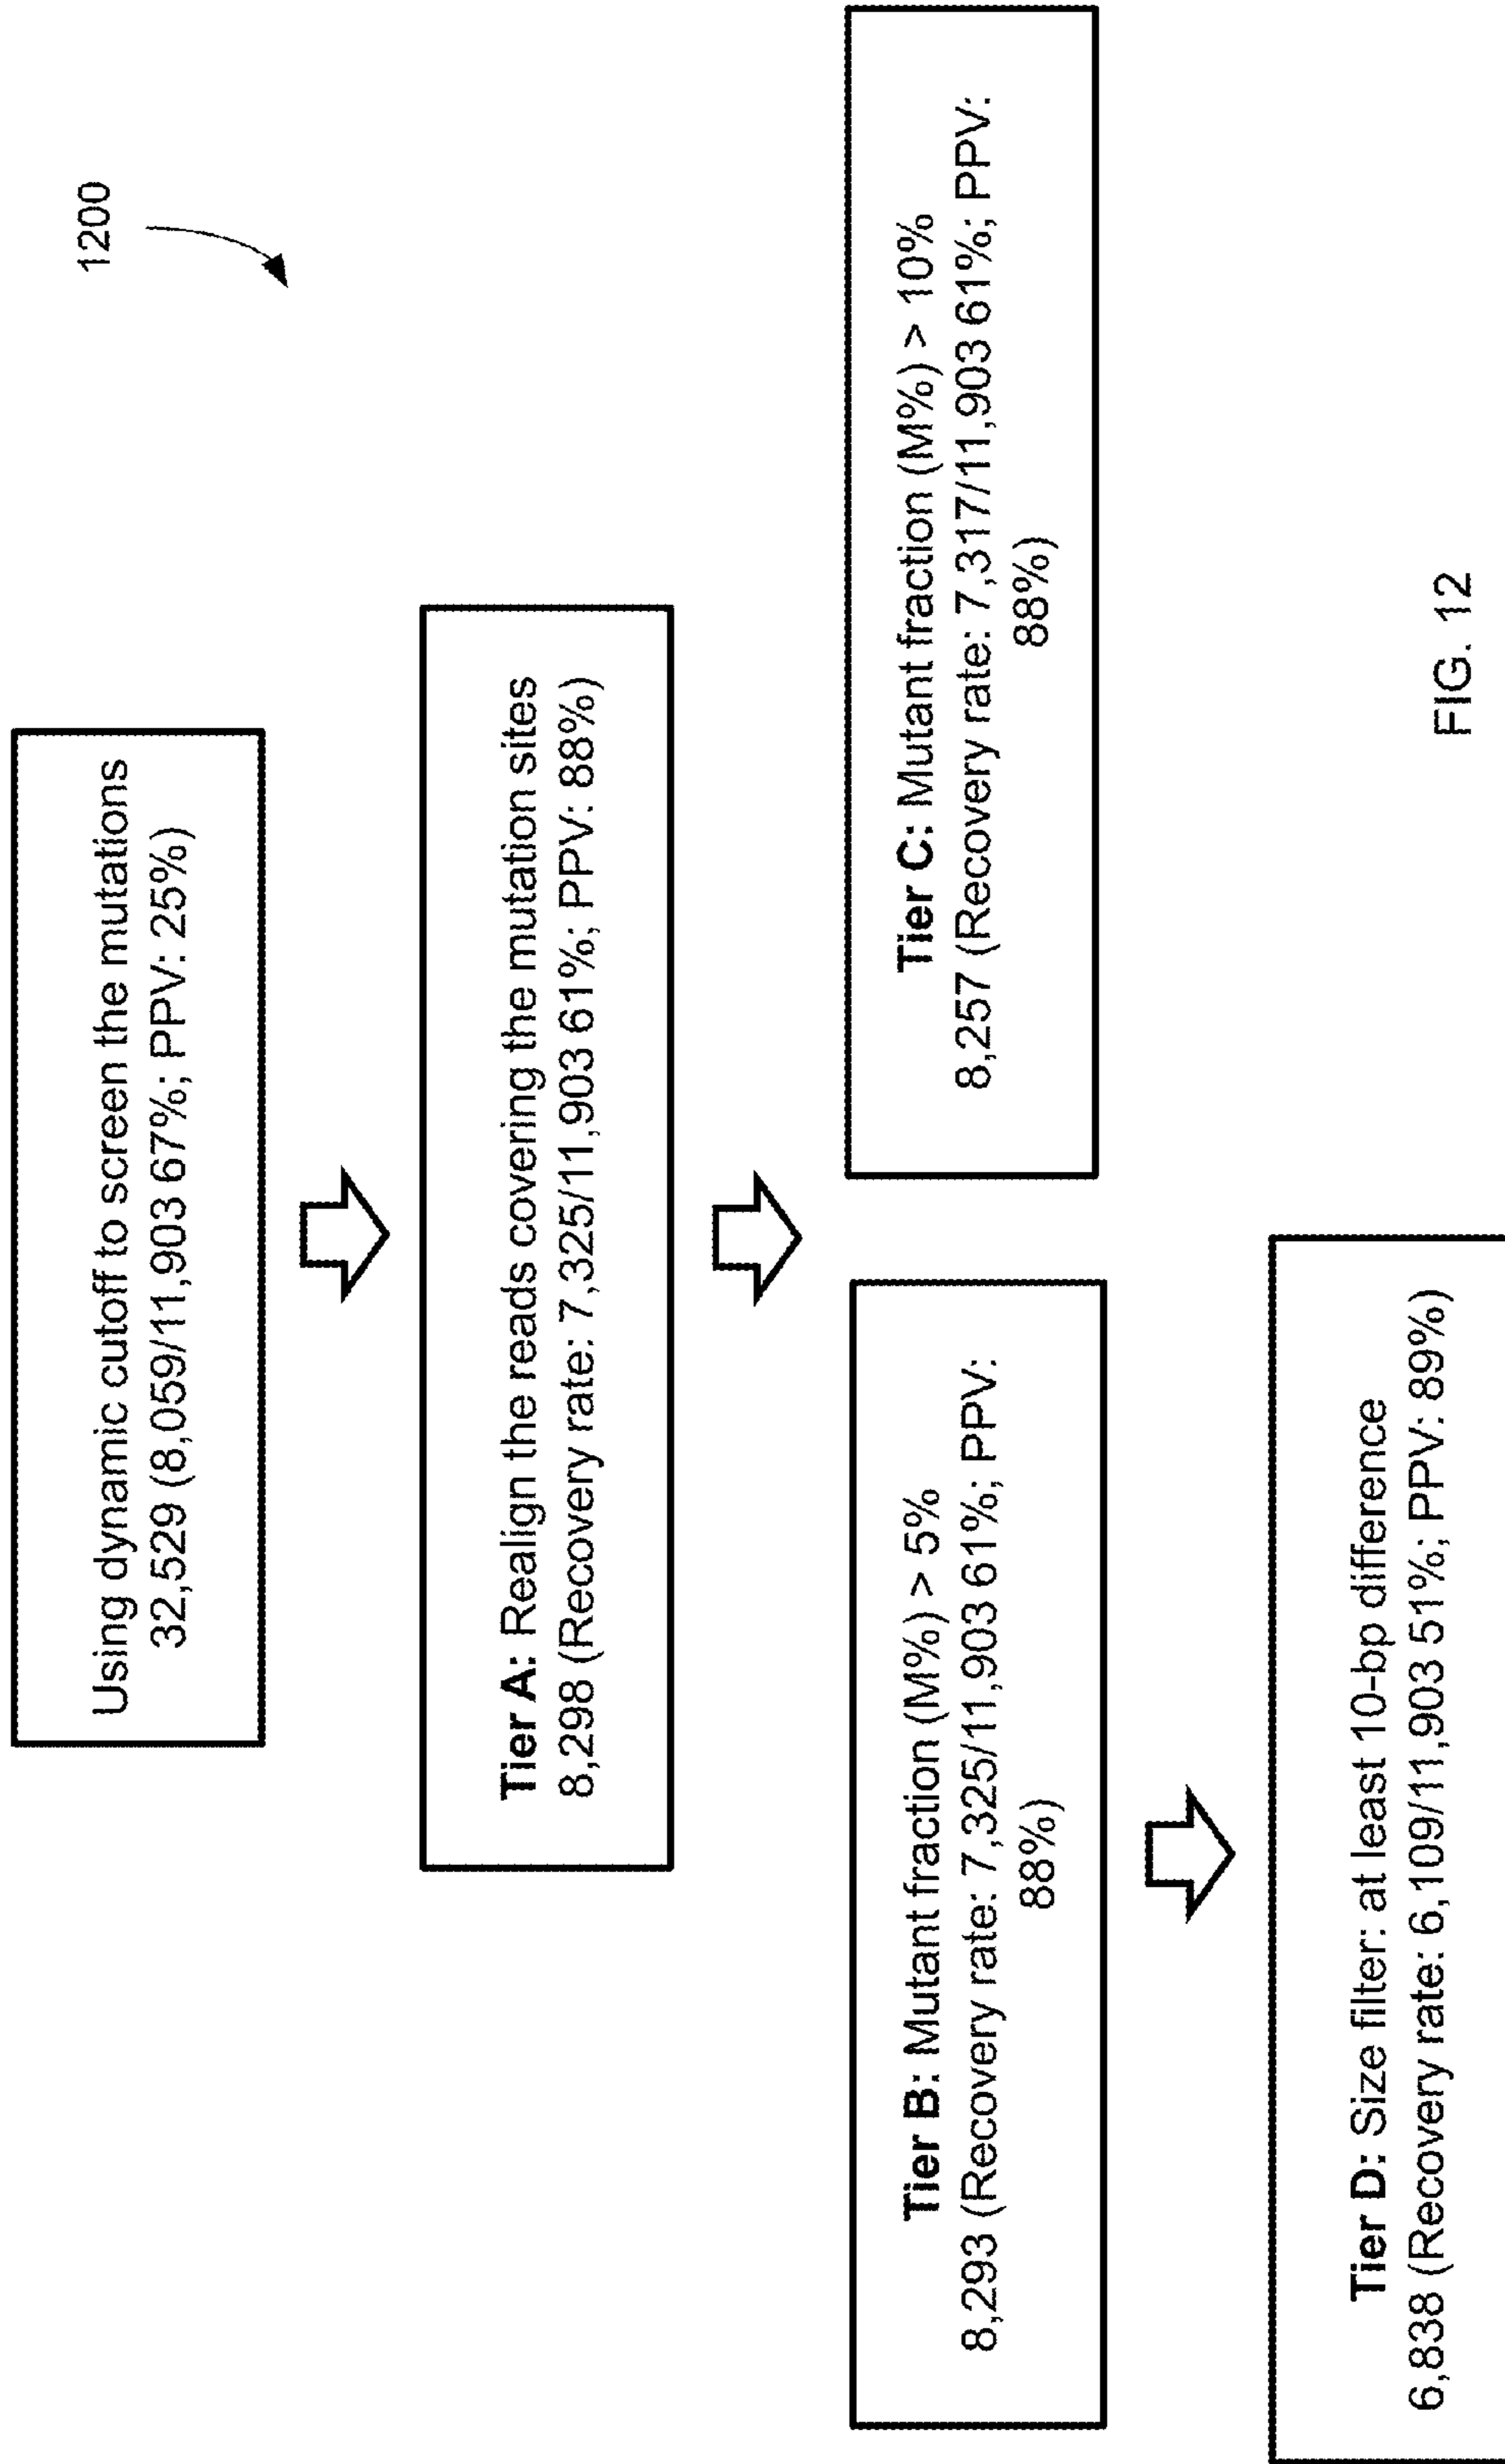 1200
Using dynamic cutoff to screen the mutations
32,529 (8,059/11,903 67%; PPV: 25%)
Tier A: Realign the reads covering the mutation sites
8,298 (Recovery rate: 7,325/11,903 61%; PPV: 88%)
Tier B: Mutant fraction (M%) > 5%
8,293 (Recovery rate: 7,325/11,903 61%; PPV:
88%)
Tier C: Mutant fraction (M%) > 10%
8,257 (Recovery rate: 7,317/11,903 61%; PPV:
88%)
Tier D: Size filter: at least 10-bp difference
6,838 (Recovery rate: 6,109/11,903 51%; PPV: 89%)
FIG. 12